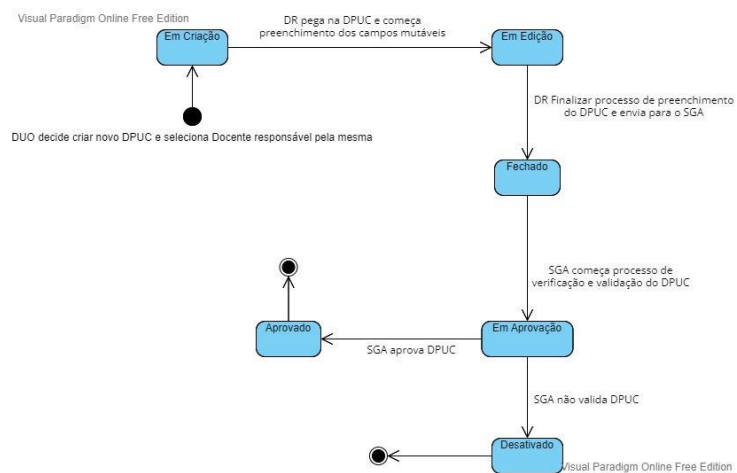 Visual Paradigm Online Free Edition
DR pega na DPUC e começa
preenchimento dos campos mutáveis
Em Criação
Em Edição
DR Finalizar processo de preenchimento
do DPUC e envia para o SGA
DUO decide criar novo DPUC e seleciona Docente responsável pela mesma
Fechado
SGA começa processo de
verificação e validação do DPUC
Aprovado
Em Aprovação
SGA aprova DPUC
SGA não valida DPUC
Desativado
Visual Paradigm Online Free Edition